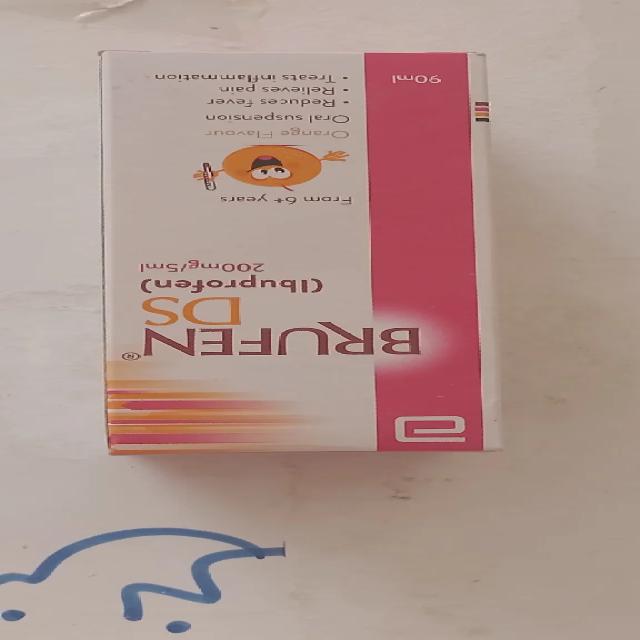 BRUFEN®
DS
(Ibuprofen)
200mg/5ml
From 6+ years
Orange Flavour
Oral suspension
• Reduces fever
• Relieves pain
• Treats inflammation
90ml